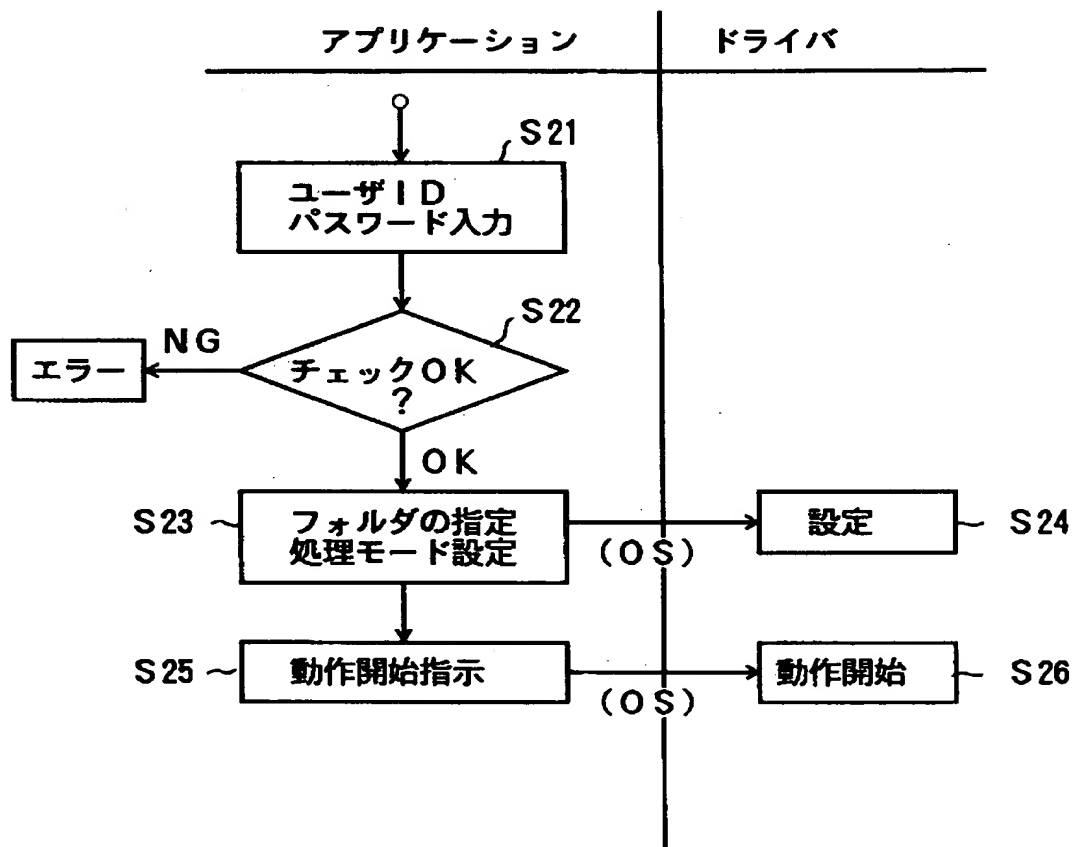 アプリケーション
ドライバ
S21
ユーザID
パスワード入力
S22
NG
エラー
チェックOK
?
OK
S23
フォルダの指定
処理モード設定
(OS)
設定
S24
S25
動作開始指示
(OS)
動作開始
S26